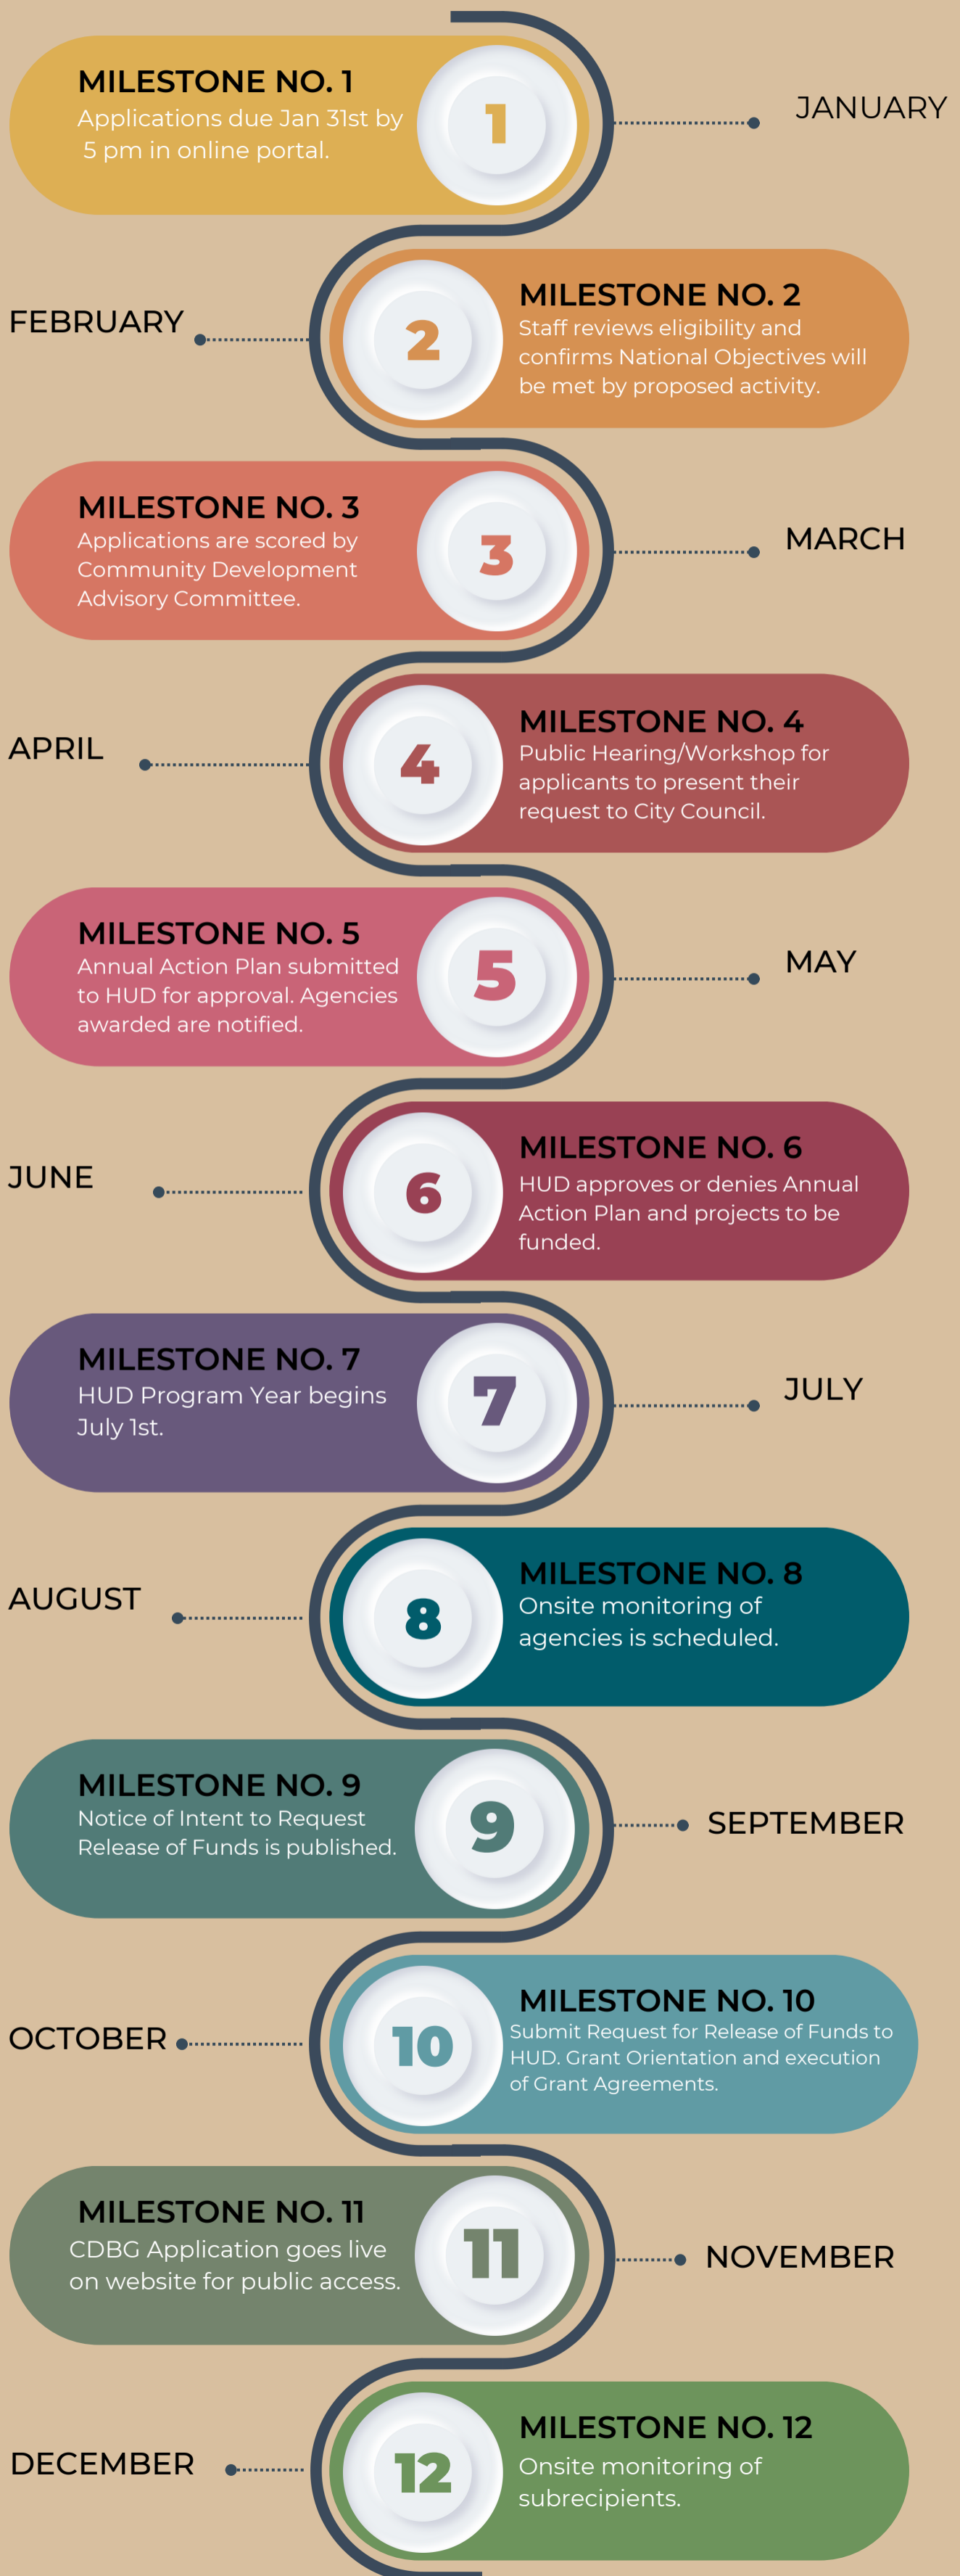 MILESTONE NO. 1
Applications due Jan 31st by
5 pm in online portal.
1
JANUARY
FEBRUARY
2
MILESTONE NO. 2
Staff reviews eligibility and
confirms National Objectives will
be met by proposed activity.
MILESTONE NO. 3
Applications are scored by
Community Development
Advisory Committee.
3
MARCH
APRIL
4
MILESTONE NO. 4
Public Hearing/Workshop for
applicants to present their
request to City Council.
MILESTONE NO. 5
Annual Action Plan submitted
to HUD for approval. Agencies
awarded are notified.
5
MAY
JUNE
6
MILESTONE NO. 6
HUD approves or denies Annual
Action Plan and projects to be
funded.
MILESTONE NO. 7
HUD Program Year begins
July 1st.
7
JULY
AUGUST
8
MILESTONE NO. 8
Onsite monitoring of
agencies is scheduled.
MILESTONE NO. 9
Notice of Intent to Request
Release of Funds is published.
9
SEPTEMBER
OCTOBER
10
MILESTONE NO. 10
Submit Request for Release of Funds to
HUD. Grant Orientation and execution
of Grant Agreements.
MILESTONE NO. 11
CDBG Application goes live
on website for public access.
11
NOVEMBER
DECEMBER
12
MILESTONE NO. 12
Onsite monitoring of
subrecipients.